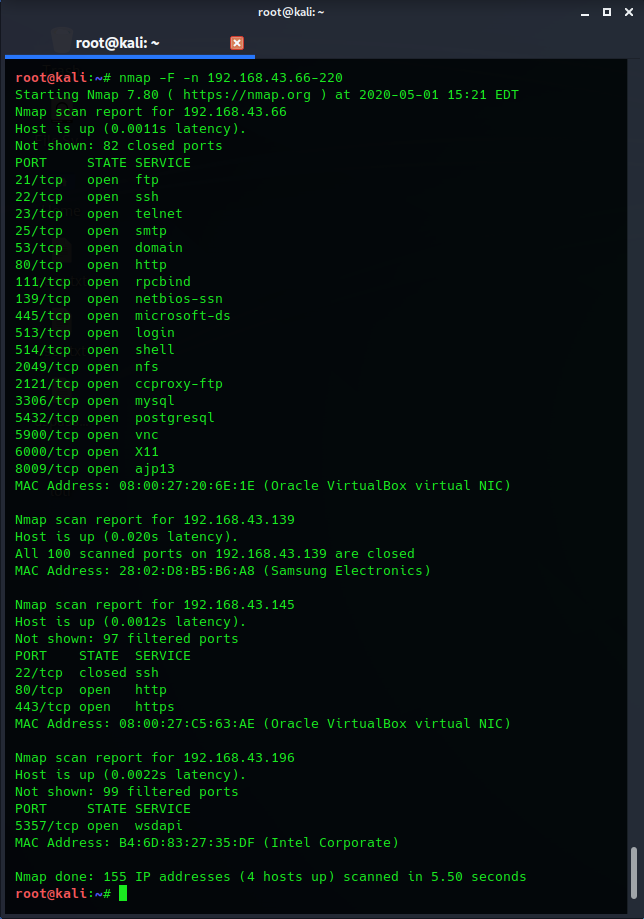 root@kali: ~
root@kali: ~
root@kali:~# nmap -F -n 192.168.43.66-220
Starting Nmap 7.80 ( https://nmap.org ) at 2020-05-01 15:21 EDT
Nmap scan report for 192.168.43.66
Host is up (0.0011s latency).
Not shown: 82 closed ports
PORT     STATE SERVICE
21/tcp   open  ftp
22/tcp   open  ssh
23/tcp   open  telnet
25/tcp   open  smtp
53/tcp   open  domain
80/tcp   open  http
111/tcp  open  rpcbind
139/tcp  open  netbios-ssn
445/tcp  open  microsoft-ds
513/tcp  open  login
514/tcp  open  shell
2049/tcp open  nfs
2121/tcp open  ccproxy-ftp
3306/tcp open  mysql
5432/tcp open  postgresql
5900/tcp open  vnc
6000/tcp open  X11
8009/tcp open  ajp13
MAC Address: 08:00:27:20:6E:1E (Oracle VirtualBox virtual NIC)

Nmap scan report for 192.168.43.139
Host is up (0.020s latency).
All 100 scanned ports on 192.168.43.139 are closed
MAC Address: 28:02:D8:B5:B6:A8 (Samsung Electronics)

Nmap scan report for 192.168.43.145
Host is up (0.0012s latency).
Not shown: 97 filtered ports
PORT    STATE  SERVICE
22/tcp  closed ssh
80/tcp  open   http
443/tcp open   https
MAC Address: 08:00:27:C5:63:AE (Oracle VirtualBox virtual NIC)

Nmap scan report for 192.168.43.196
Host is up (0.0022s latency).
Not shown: 99 filtered ports
PORT     STATE SERVICE
5357/tcp open  wsdapi
MAC Address: B4:6D:83:27:35:DF (Intel Corporate)

Nmap done: 155 IP addresses (4 hosts up) scanned in 5.50 seconds
root@kali:~#